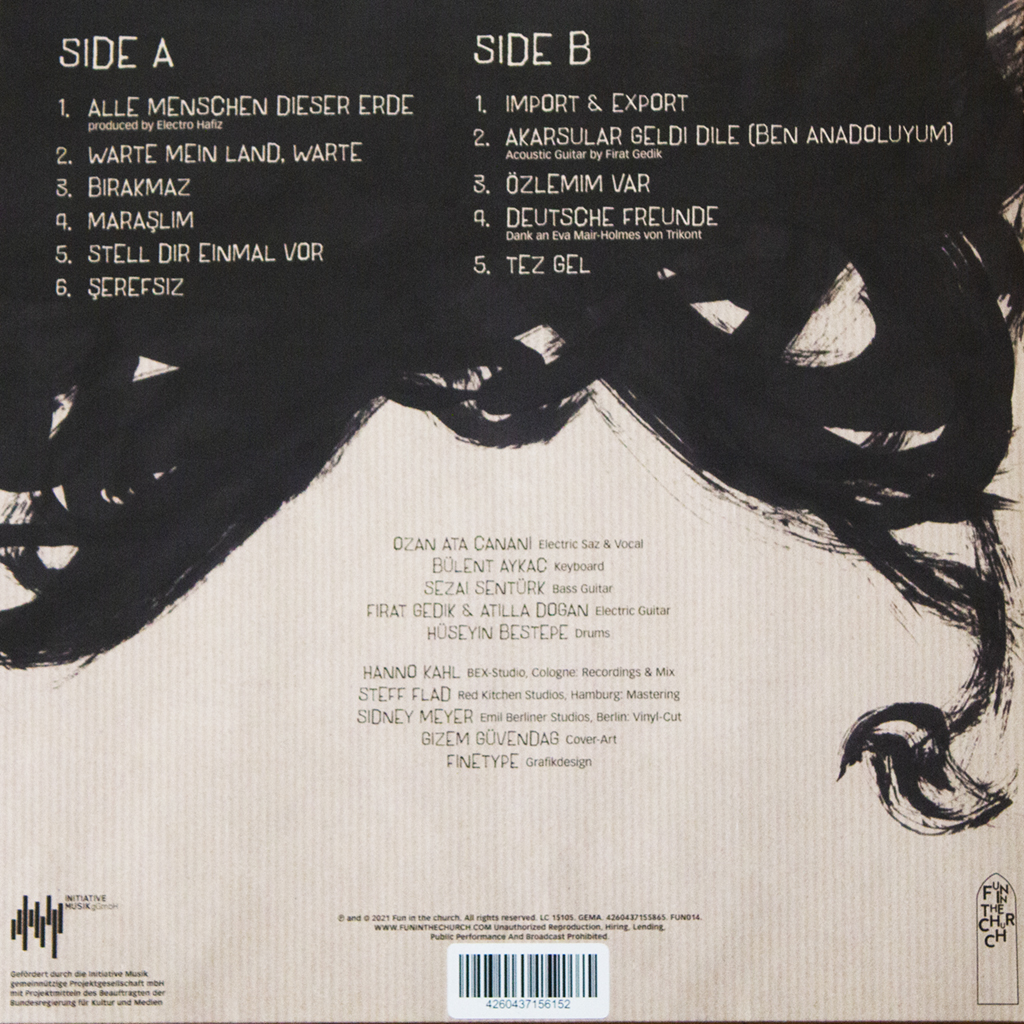 SIDE A
1. ALLE MENSCHEN DIESER ERDE
produced by Electro Hafiz
2. WARTE MEIN LAND, WARTE
3. BIRAKMAZ
4. MARAŞLIM
5. STELL DIR EINMAL VOR
6. ŞEREFSIZ
SIDE B
1. IMPORT & EXPORT
2. AKARSULAR GELDI DILE (BEN ANADOLUYUM)
Acoustic Guitar by Firat Gedik
3. ÖZLEMIM VAR
4. DEUTSCHE FREUNDE
Dank an Eva Mair-Holmes von Trikont
5. TEZ GEL
OZAN ATA CANANI Electric Saz & Vocal
BÜLENT AYKAC Keyboard
SEZAI SENTÜRK Bass Guitar
FIRAT GEDIK & ATILLA DOGAN Electric Guitar
HÜSEYIN BESTEPE Drums
HANNO KAHL BEX-Studio, Cologne: Recordings & Mix
STEFF FLAD Red Kitchen Studios, Hamburg: Mastering
SIDNEY MEYER Emil Berliner Studios, Berlin: Vinyl-Cut
GIZEM GÜVENDAG Cover-Art
FINETYPE Grafikdesign
INITIATIVE
MUSIK gGmbH
Gefördert durch die Initiative Musik
gemeinnützige Projektgesellschaft mbH
mit Projektmitteln des Beauftragten der
Bundesregierung für Kultur und Medien
℗ and © 2021 Fun in the church. All rights reserved. LC 15105. GEMA. 4260437155865. FUN014.
WWW.FUNINTHECHURCH.COM Unauthorized Reproduction, Hiring, Lending,
Public Performance And Broadcast Prohibited.
4260437156152
FUN
IN
THE
CHUR
CH